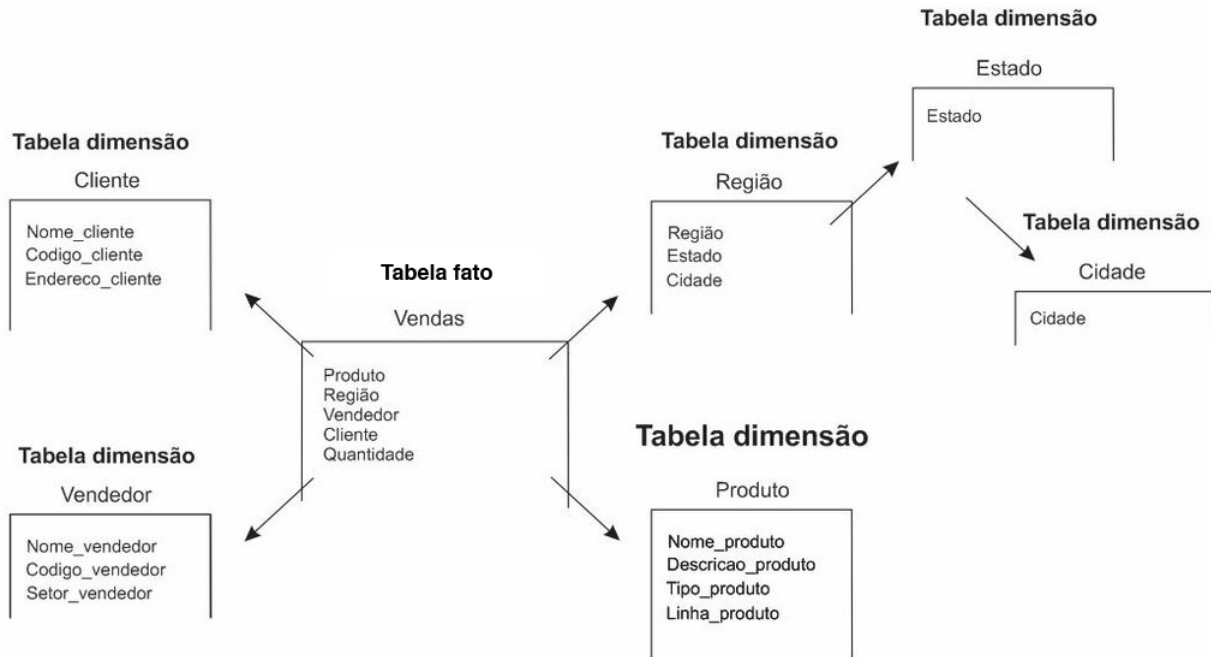 Tabela dimensão
Estado
Estado
Tabela dimensão
Cliente
Nome_cliente
Codigo_cliente
Endereco_cliente
Tabela dimensão
Região
Região
Estado
Cidade
Tabela dimensão
Cidade
Cidade
Tabela fato
Vendas
Produto
Região
Vendedor
Cliente
Quantidade
Tabela dimensão
Vendedor
Nome_vendedor
Codigo_vendedor
Setor_vendedor
Tabela dimensão
Produto
Nome_produto
Descricao_produto
Tipo_produto
Linha_produto